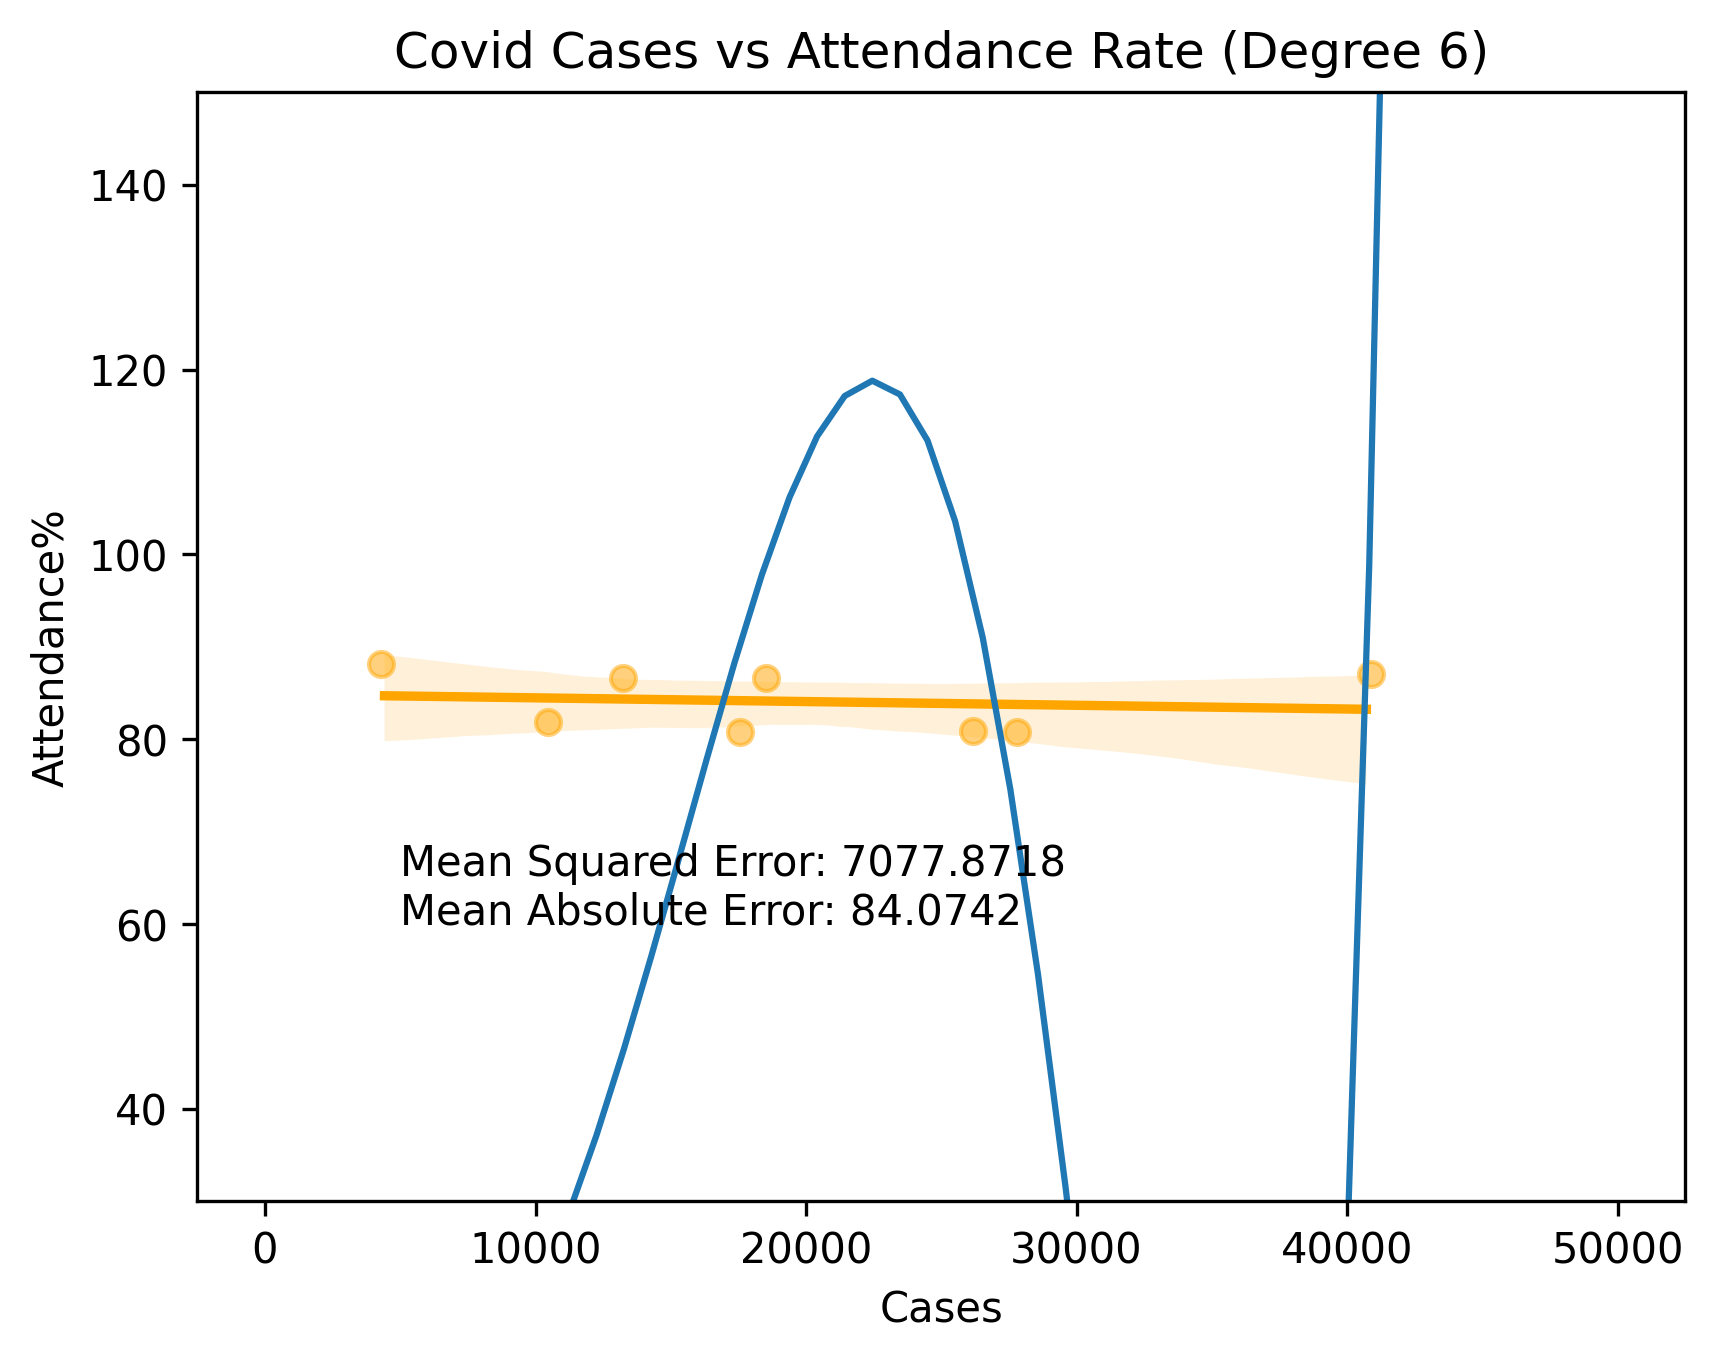 Covid Cases vs Attendance Rate (Degree 6)
140
120
100
80
60
40
Attendance%
Mean Squared Error: 7077.8718
Mean Absolute Error: 84.0742
0 10000 20000 30000 40000 50000
Cases